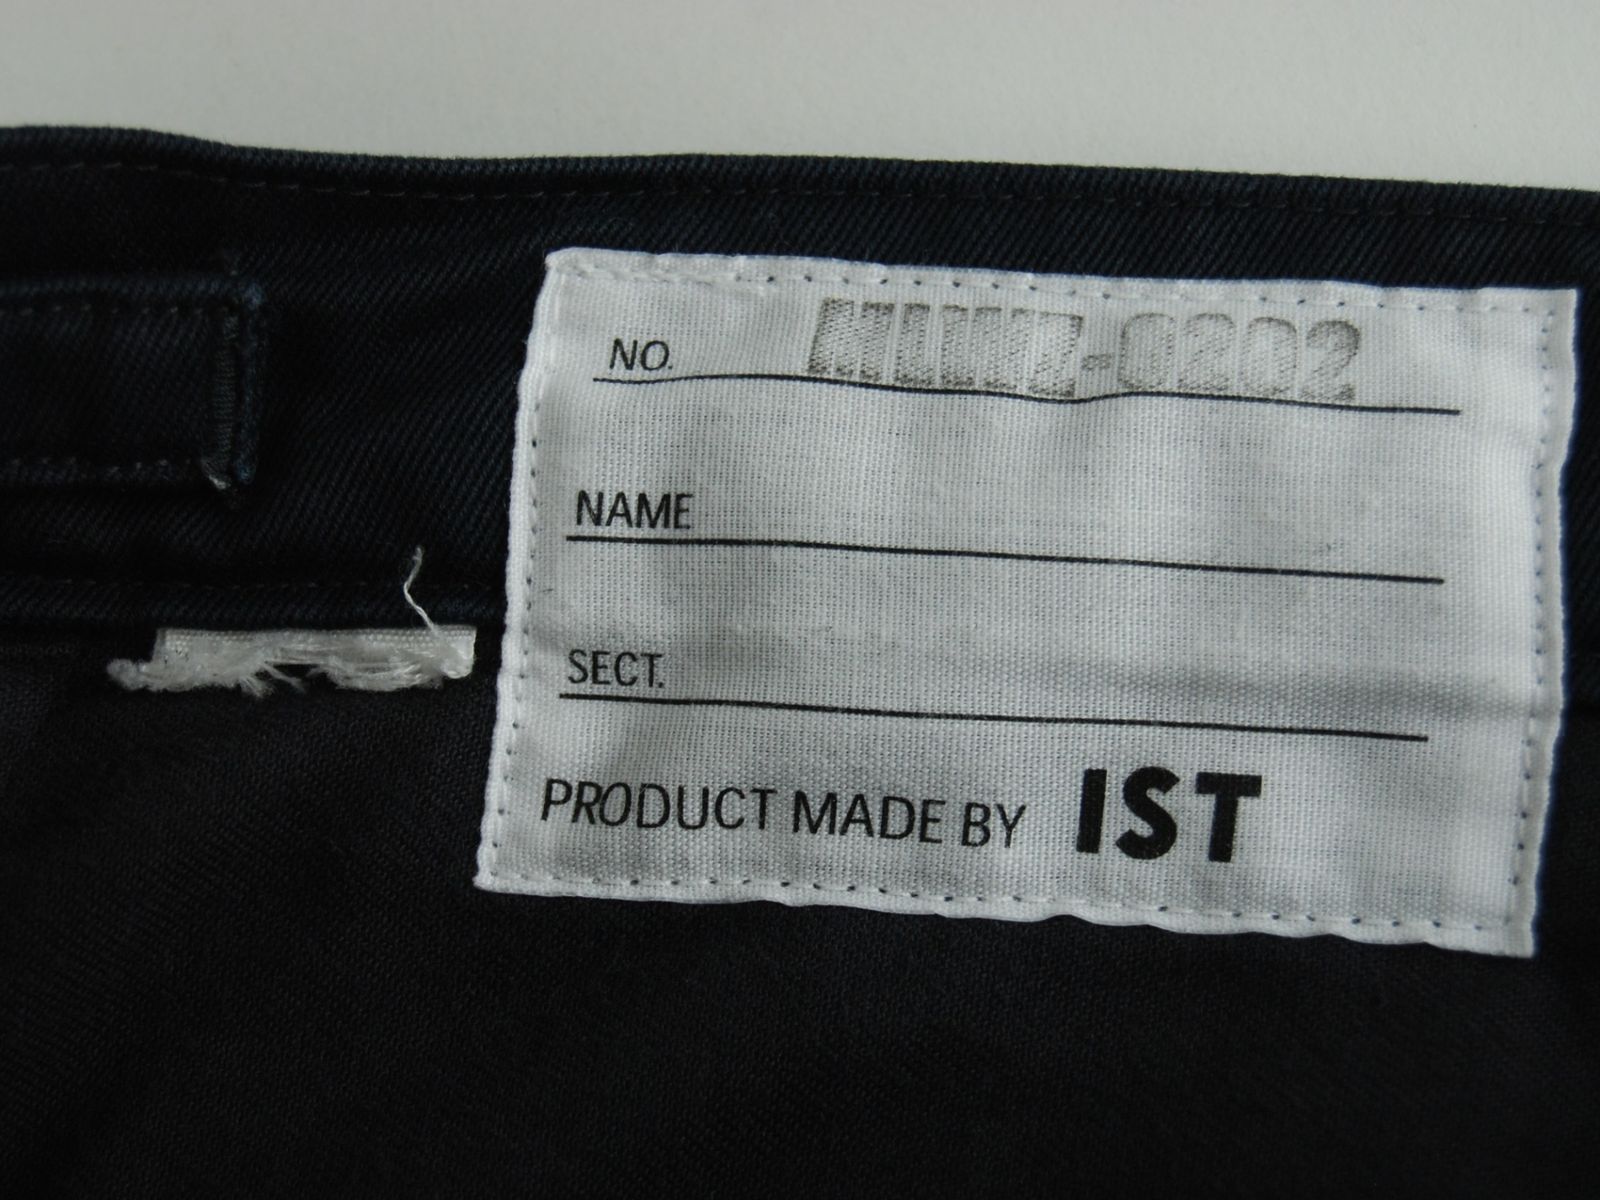 NO.
NAME
SECT.
PRODUCT MADE BY IST